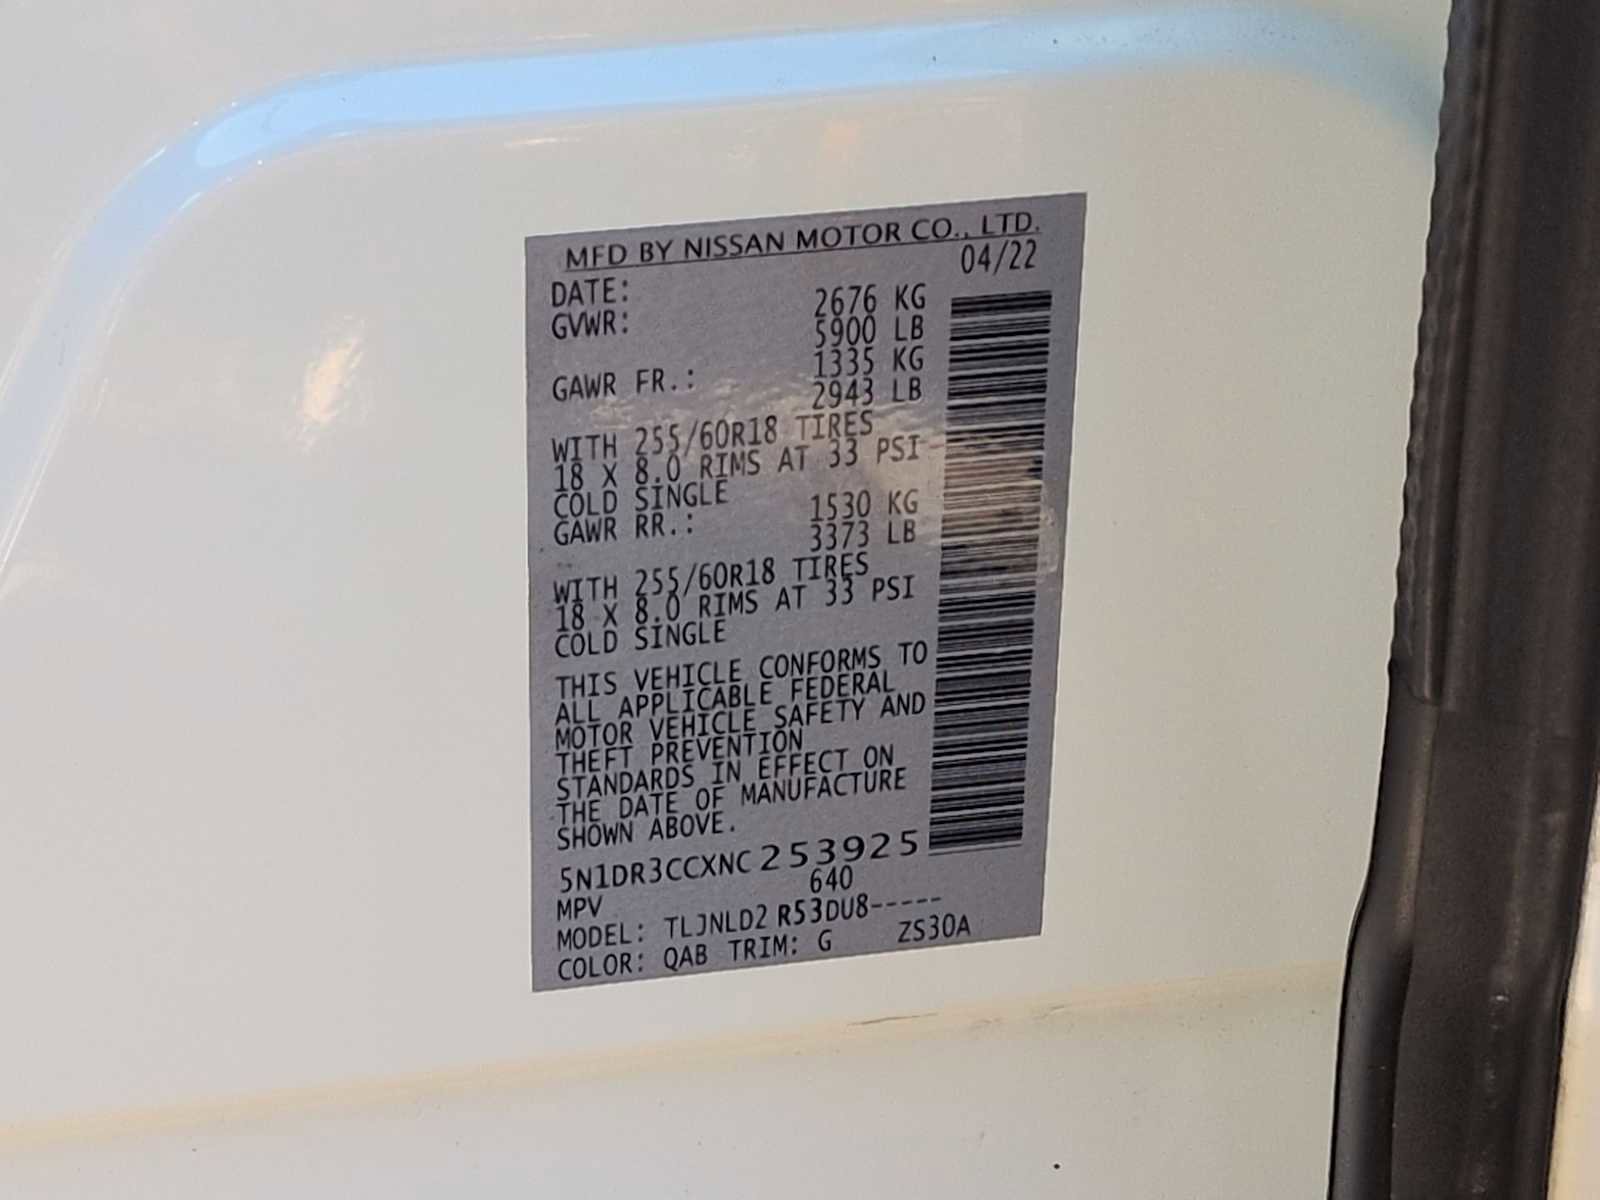 MFD BY NISSAN MOTOR CO., LTD.
DATE: 04/22
GVWR: 2676 KG
5900 LB
GAWR FR.: 1335 KG
2943 LB
WITH 255/60R18 TIRES
18 X 8.0 RIMS AT 33 PSI
COLD SINGLE
GAWR RR.: 1530 KG
3373 LB
WITH 255/60R18 TIRES
18 X 8.0 RIMS AT 33 PSI
COLD SINGLE
THIS VEHICLE CONFORMS TO
ALL APPLICABLE FEDERAL
MOTOR VEHICLE SAFETY AND
THEFT PREVENTION
STANDARDS IN EFFECT ON
THE DATE OF MANUFACTURE
SHOWN ABOVE.
5N1DR3CCXNC253925
640
MPV
MODEL: TLJNLD2 R53DU8-----
COLOR: QAB TRIM: G ZS30A